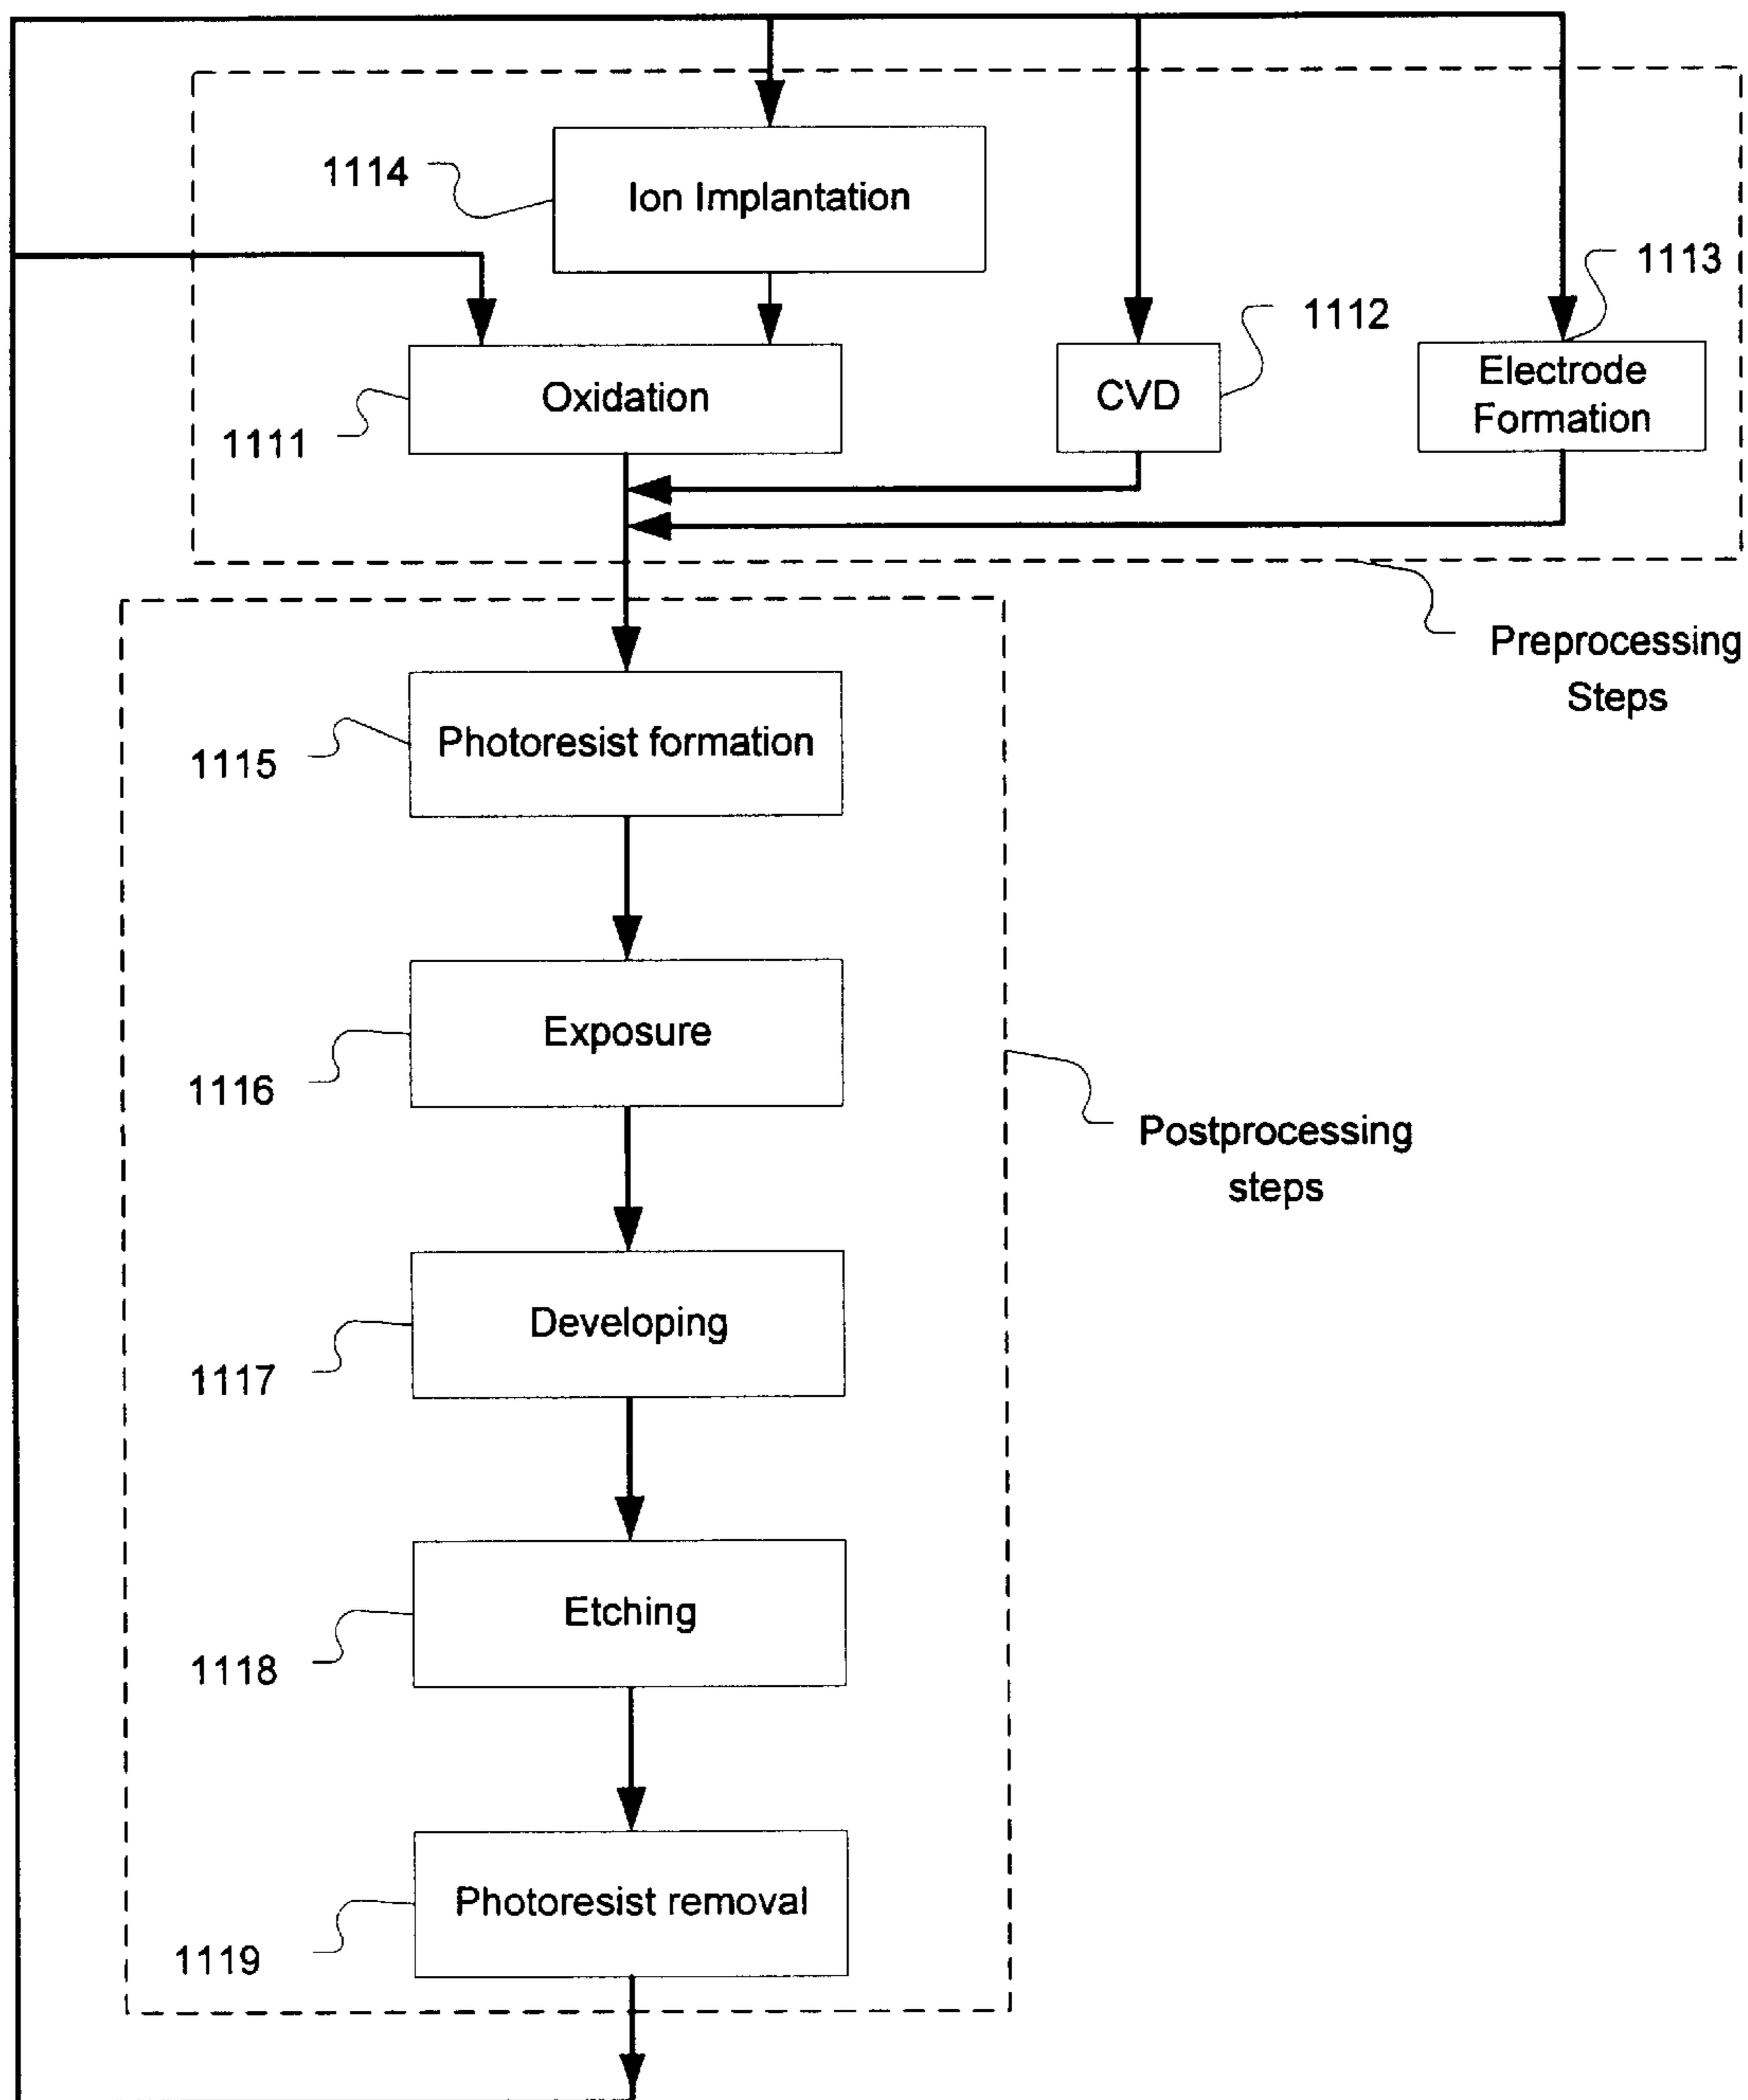 1114
Ion Implantation
1113
1112
Oxidation
CVD
Electrode
Formation
1111
Preprocessing
Steps
Photoresist formation
1115
Exposure
1116
Postprocessing
steps
Developing
1117
Etching
1118
Photoresist removal
1119